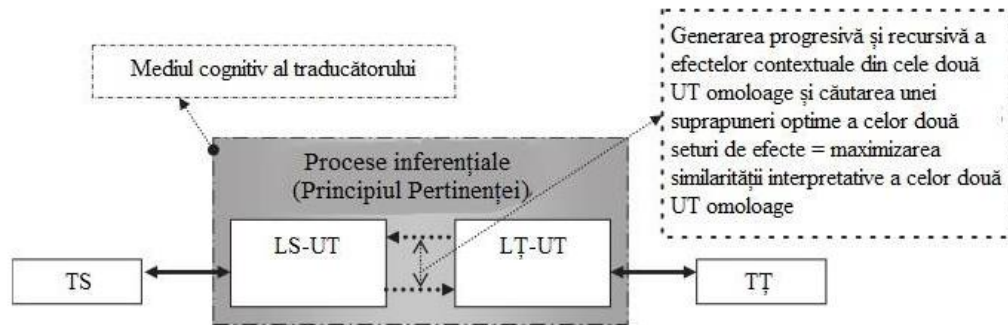 Mediul cognitiv al traducătorului
Generarea progresivă și recursivă a
efectelor contextuale din cele două
UT omoloage și căutarea unei
suprapuneri optime a celor două
seturi de efecte = maximizarea
similarității interpretative a celor două
UT omoloage
Procese inferențiale
(Principiul Pertinenței)
TS
LS-UT
LȚ-UT
TȚ